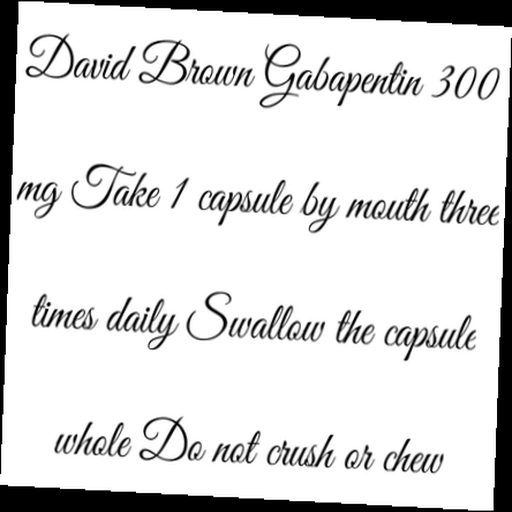 David Brown Gabapentin 300
mg Take 1 capsule by mouth three
times daily Swallow the capsule
whole Do not crush or chew